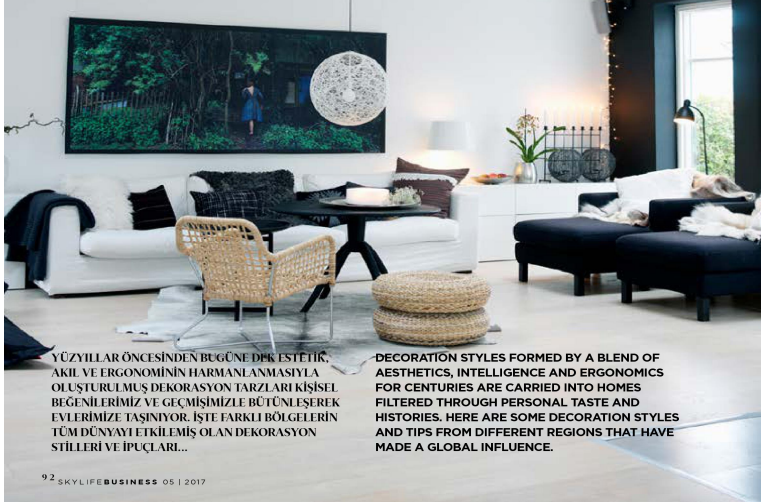 YÜZYILLAR ÖNCESİNDEN BUGÜNE DEK ESTETİK,
AKIL VE ERGONOMİNİN HARMANLANMASIYLA
OLUŞTURULMUŞ DEKORASYON TARZLARI KİŞİSEL
BEĞENİLERİMİZ VE GEÇMİŞİMİZLE BÜTÜNLEŞEREK
EVLERİMİZE TAŞINIYOR. İŞTE FARKLI BÖLGELERİN
TÜM DÜNYAYI ETKİLEMİŞ OLAN DEKORASYON
STİLLERİ VE İPUÇLARI...
DECORATION STYLES FORMED BY A BLEND OF
AESTHETICS, INTELLIGENCE AND ERGONOMICS
FOR CENTURIES ARE CARRIED INTO HOMES
FILTERED THROUGH PERSONAL TASTE AND
HISTORIES. HERE ARE SOME DECORATION STYLES
AND TIPS FROM DIFFERENT REGIONS THAT HAVE
MADE A GLOBAL INFLUENCE.
92 SKYLIFEBUSINESS 05 | 2017